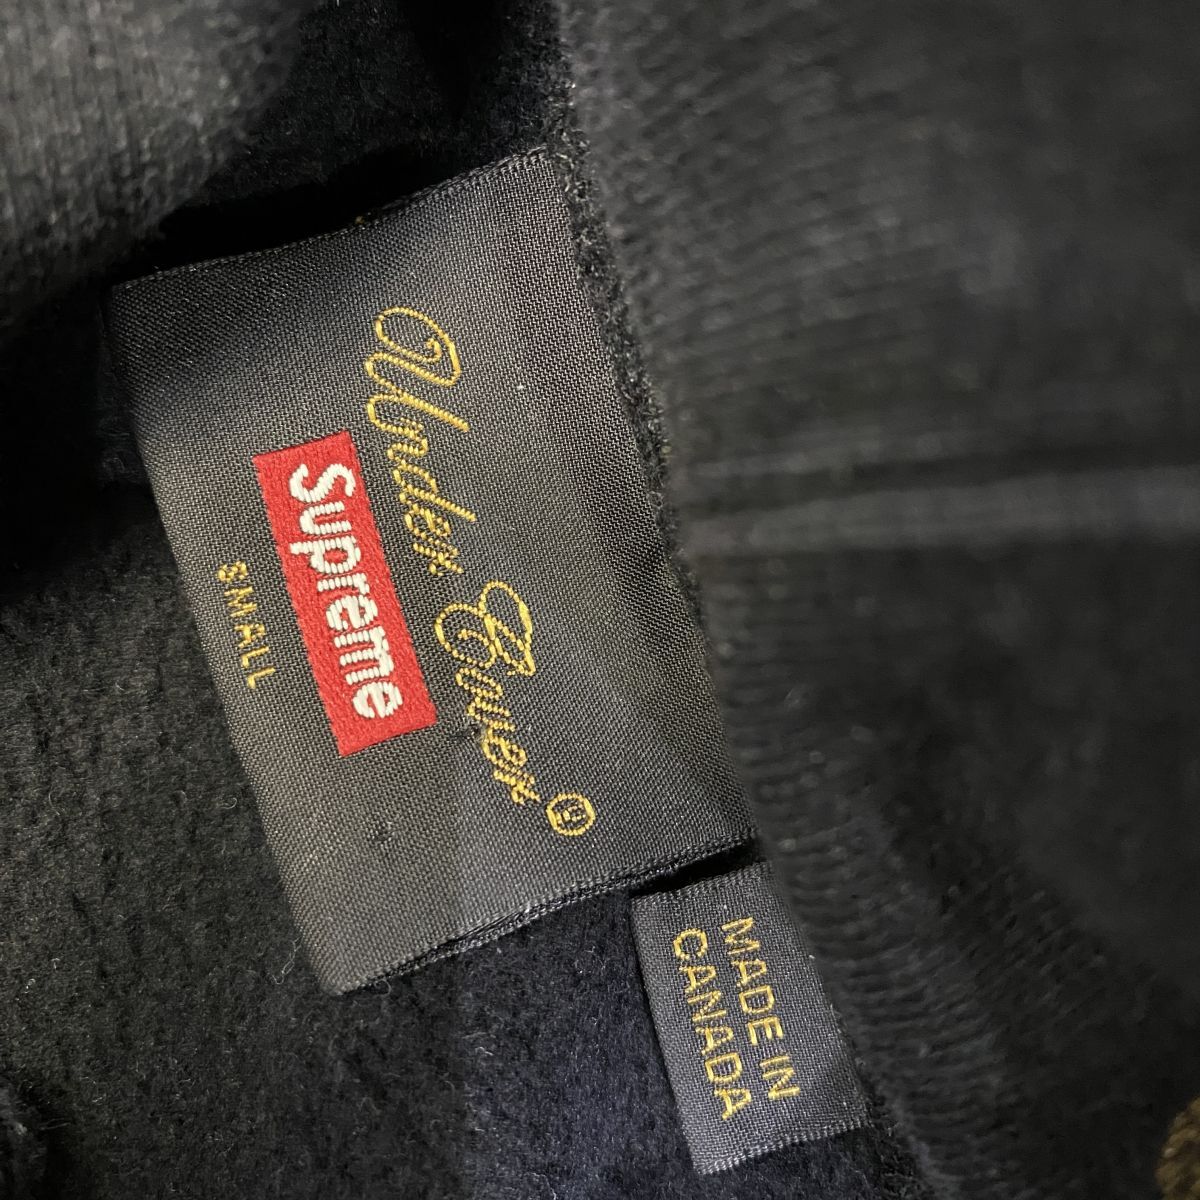 Under Cover
Supreme
SMALL
MADE IN
CANADA